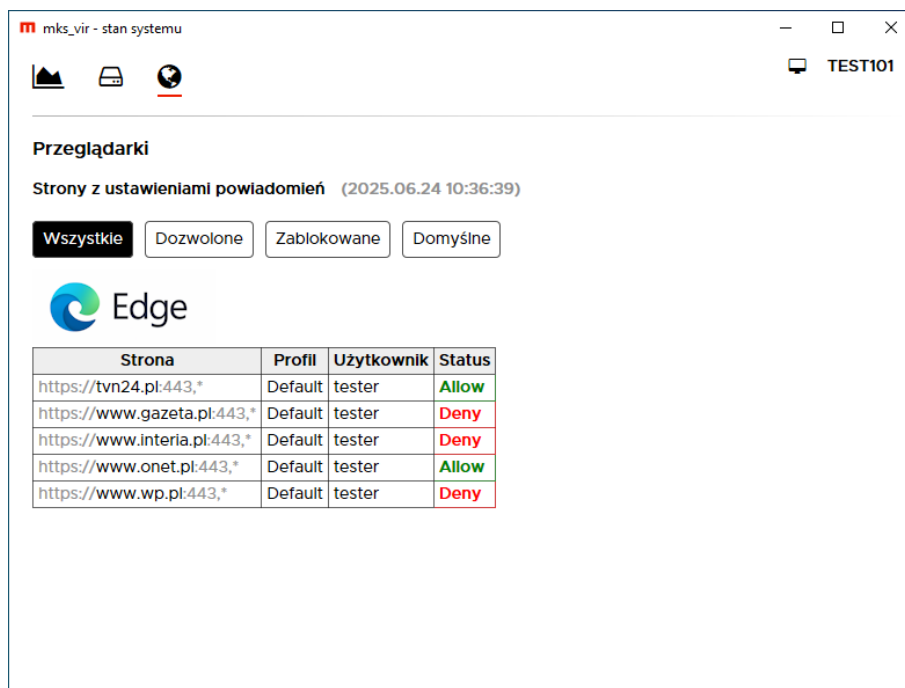 mks_vir - stan systemu
TEST101
Przeglądarki
Strony z ustawieniami powiadomień (2025.06.24 10:36:39)
Wszystkie Dozwolone Zablokowane Domyślne
Edge
Strona Profil Użytkownik Status
https://tvn24.pl:443,* Default tester Allow
https://www.gazeta.pl:443,* Default tester Deny
https://www.interia.pl:443,* Default tester Deny
https://www.onet.pl:443,* Default tester Allow
https://www.wp.pl:443,* Default tester Deny